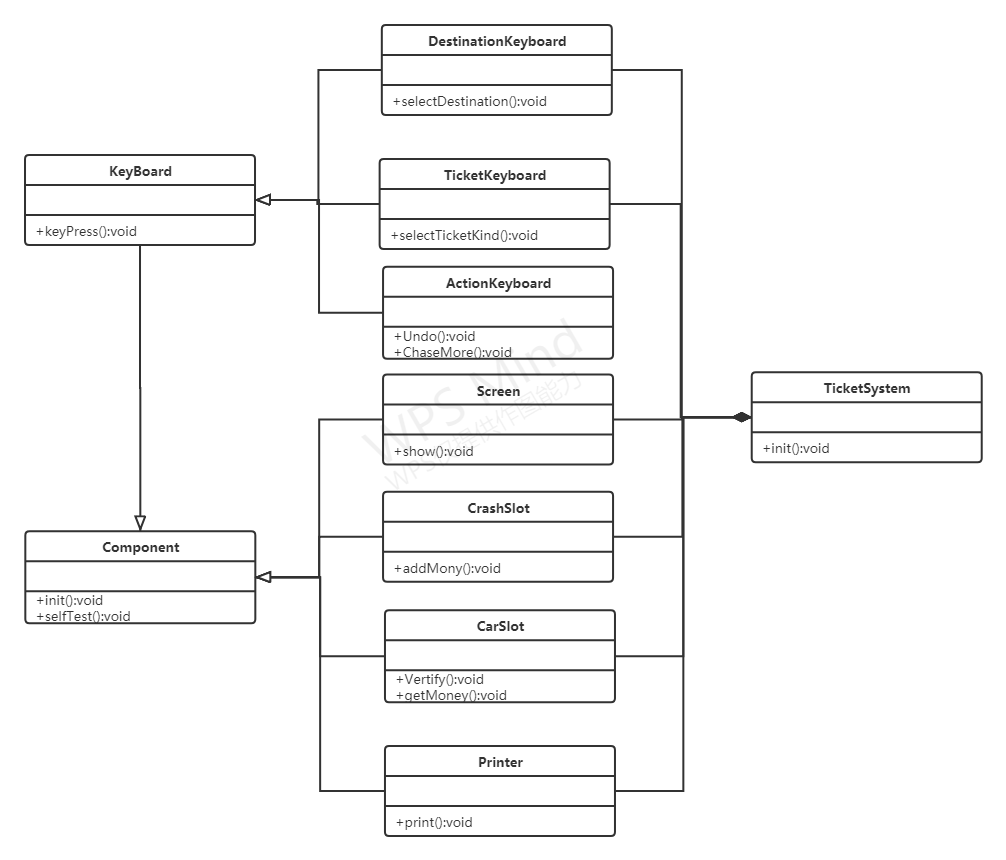 DestinationKeyboard
+selectDestination():void
KeyBoard
+keyPress():void
TicketKeyboard
+selectTicketKind():void
ActionKeyboard
+Undo():void
+ChaseMore():void
Screen
+show():void
TicketSystem
+init():void
CrashSlot
+addMony():void
Component
+init():void
+selfTest():void
CarSlot
+Vertify():void
+getMoney():void
Printer
+print():void
WPS Mind